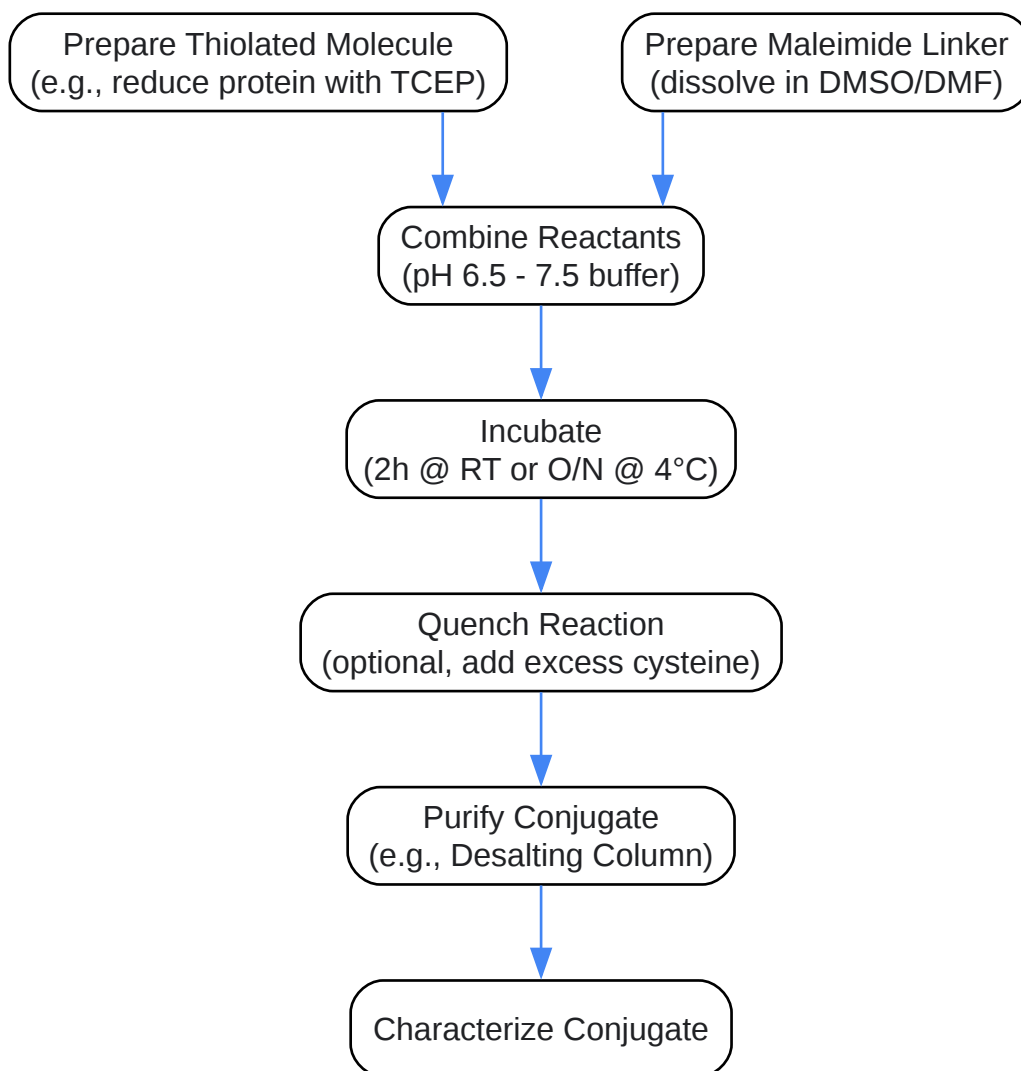 Prepare Thiolated Molecule
(e.g., reduce protein with TCEP)
Prepare Maleimide Linker
(dissolve in DMSO/DMF)
Combine Reactants
(pH 6.5 - 7.5 buffer)
Incubate
(2h @ RT or O/N @ 4°C)
Quench Reaction
(optional, add excess cysteine)
Purify Conjugate
(e.g., Desalting Column)
Characterize Conjugate